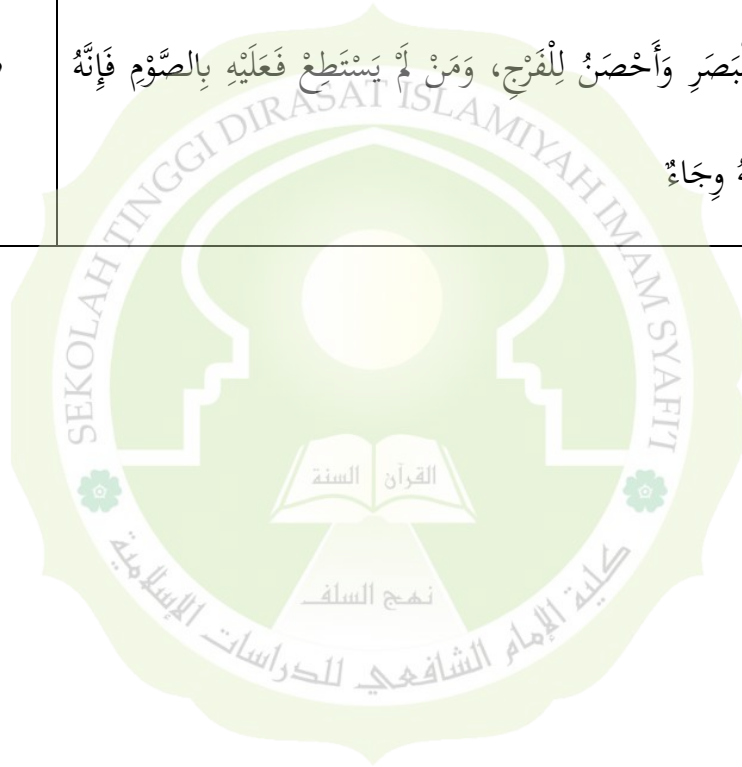 وَأَحْصَنُ لِلْفَرْجِ، وَمَنْ لَمْ يَسْتَطِعْ فَعَلَيْهِ بِالصَّوْمِ فَإِنَّهُ
وِجَاءٌ
SEKOLAH TINGGI DIRASAT ISLAMIYAH IMAM SYAFI'I
القرآن السنة
نهج السلف
كلية الإمام الشافعي للدراسات الإسلامية